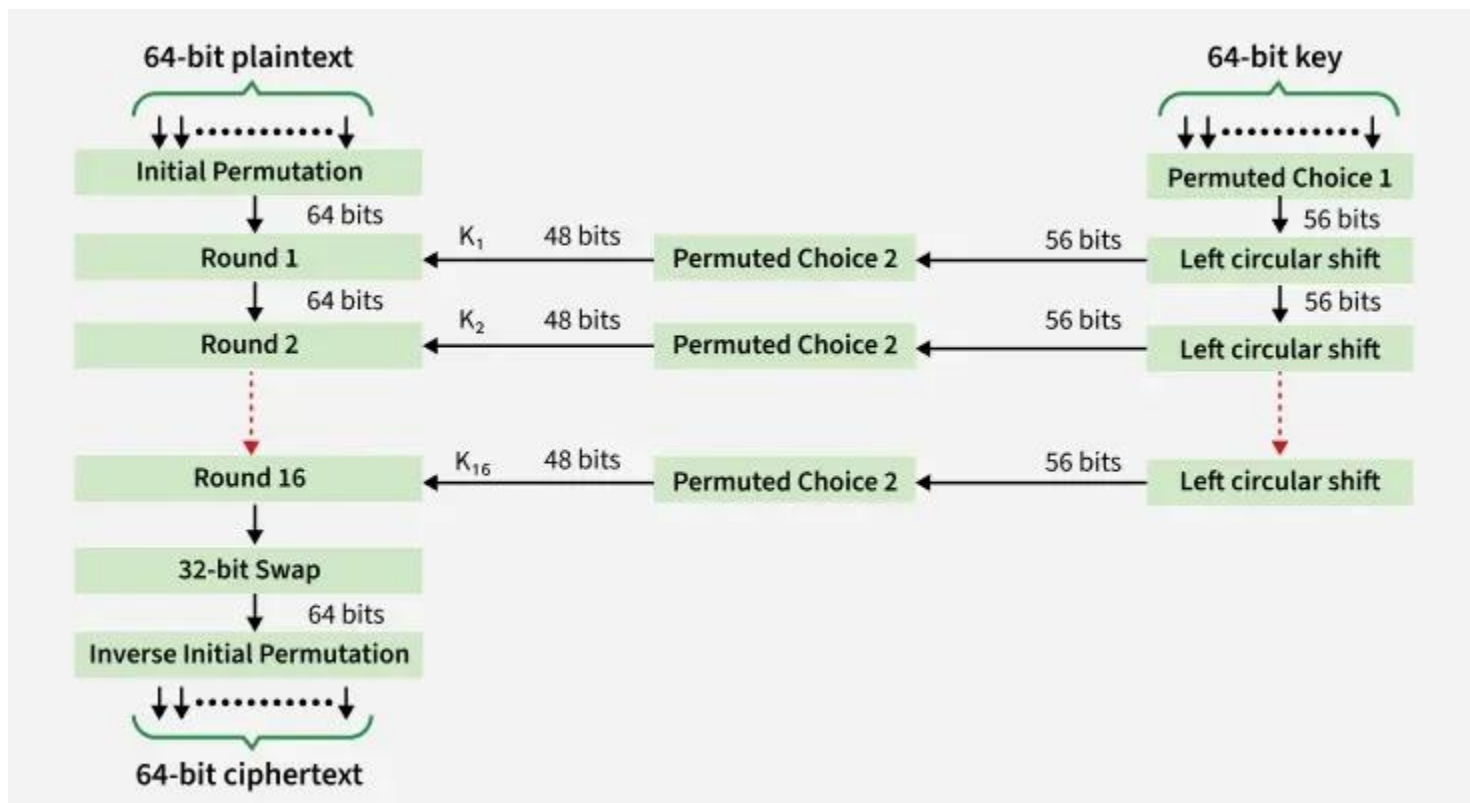 64-bit plaintext
64-bit key
Initial Permutation
Permuted Choice 1
64 bits
56 bits
Round 1
K₁
48 bits
Permuted Choice 2
56 bits
Left circular shift
64 bits
56 bits
Round 2
K₂
48 bits
Permuted Choice 2
56 bits
Left circular shift
Round 16
K₁₆
48 bits
Permuted Choice 2
56 bits
Left circular shift
32-bit Swap
64 bits
Inverse Initial Permutation
64-bit ciphertext